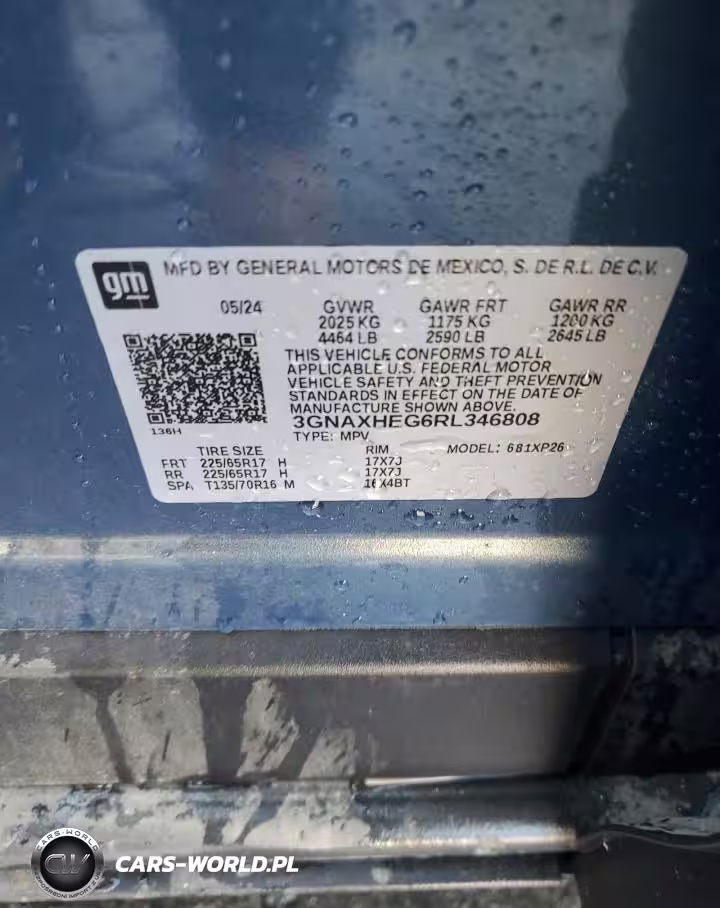 gm MFD BY GENERAL MOTORS DE MEXICO, S. DE R.L. DE C.V.
05/24 GVWR GAWR FRT GAWR RR
2025 KG 1175 KG 1200 KG
4464 LB 2590 LB 2645 LB
THIS VEHICLE CONFORMS TO ALL
APPLICABLE U.S. FEDERAL MOTOR
VEHICLE SAFETY AND THEFT PREVENTION
STANDARDS IN EFFECT ON THE DATE OF
MANUFACTURE SHOWN ABOVE.
136H
3GNAXHEG6RL346808
TYPE: MPV
TIRE SIZE RIM MODEL: 681XP26
FRT 225/65R17 H 17X7J
RR 225/65R17 H 17X7J
SPA T135/70R16 M 16X4BT
CARS-WORLD
CW
CARS-WORLD.PL